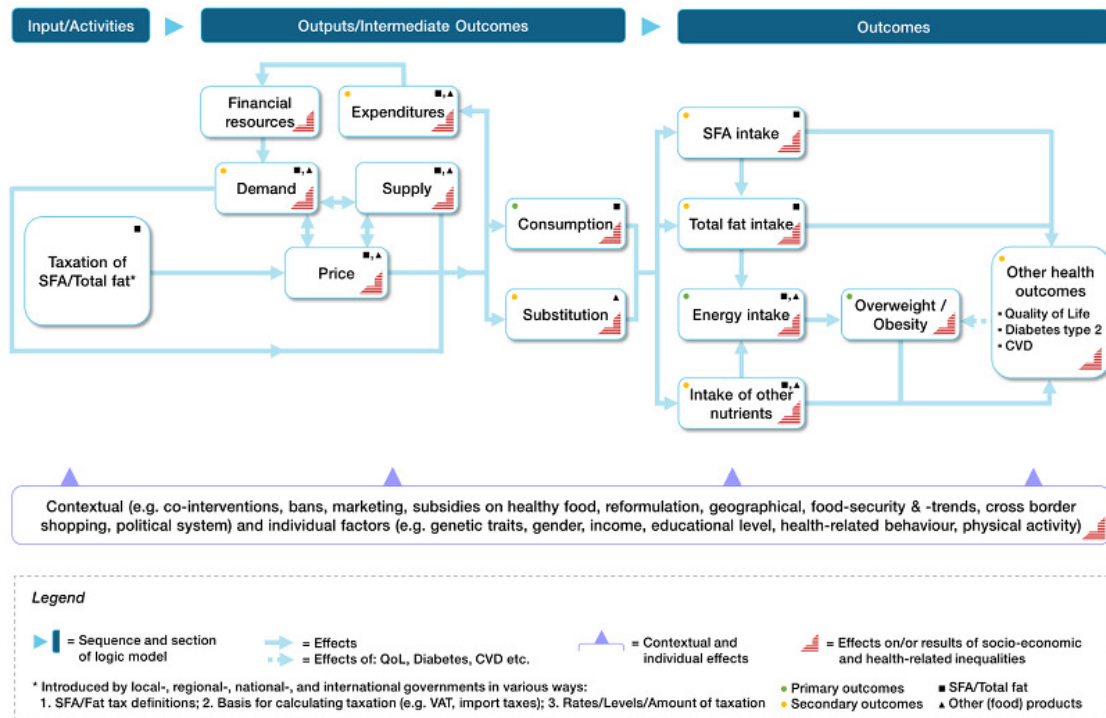 Input/Activities
Outputs/Intermediate Outcomes
Outcomes
Financial
resources
Expenditures
■,▲
Demand
■,▲
Supply
■,▲
Taxation of
SFA/Total fat*
■
Price
■,▲
Consumption
■
Substitution
▲
SFA intake
■
Total fat intake
■
Energy intake
■,▲
Intake of other
nutrients
■,▲
Overweight /
Obesity
Other health
outcomes
▪ Quality of Life
▪ Diabetes type 2
▪ CVD
Contextual (e.g. co-interventions, bans, marketing, subsidies on healthy food, reformulation, geographical, food-security & -trends, cross border
shopping, political system) and individual factors (e.g. genetic traits, gender, income, educational level, health-related behaviour, physical activity)
Legend
= Sequence and section
of logic model
= Effects
= Effects of: QoL, Diabetes, CVD etc.
= Contextual and
individual effects
= Effects on/or results of socio-economic
and health-related inequalities
* Introduced by local-, regional-, national-, and international governments in various ways:
1. SFA/Fat tax definitions; 2. Basis for calculating taxation (e.g. VAT, import taxes); 3. Rates/Levels/Amount of taxation
● Primary outcomes
● Secondary outcomes
■ SFA/Total fat
▲ Other (food) products